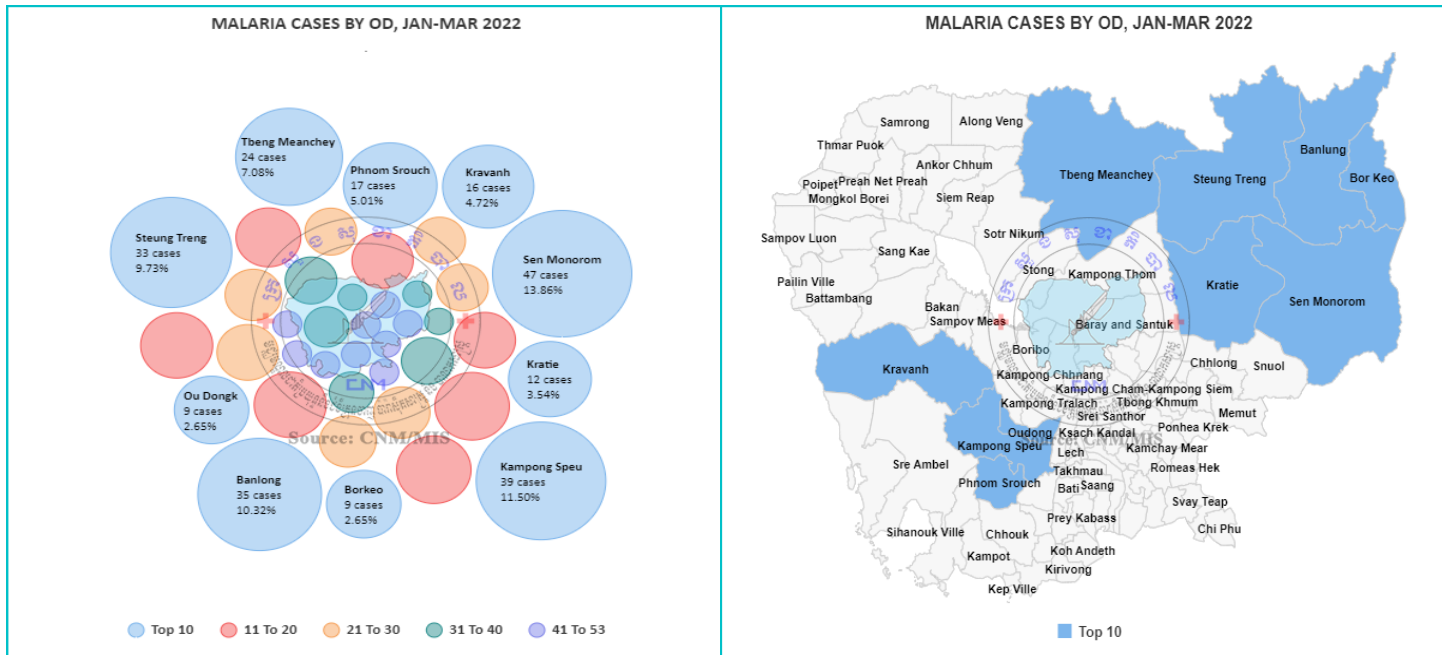 MALARIA CASES BY OD, JAN-MAR 2022
Tbeng Meanchey
24 cases
7.08%
Phnom Srouch
17 cases
5.01%
Kravanh
16 cases
4.72%
Steung Treng
33 cases
9.73%
Sen Monorom
47 cases
13.86%
Kratie
12 cases
3.54%
Ou Dongk
9 cases
2.65%
Banlong
35 cases
10.32%
Borkeo
9 cases
2.65%
Kampong Speu
39 cases
11.50%
CNM
Source: CNM/MIS
Top 10
11 To 20
21 To 30
31 To 40
41 To 53
MALARIA CASES BY OD, JAN-MAR 2022
Samrong
Along Veng
Thmar Puok
Ankor Chhum
Tbeng Meanchey
Steung Treng
Banlung
Bor Keo
Poipet
Preah Net Preah
Mongkol Borei
Siem Reap
Sampov Luon
Sang Kae
Sotr Nikum
Stong
Kampong Thom
Pailin Ville
Battambang
Kratie
Sen Monorom
Bakan
Sampov Meas
Baray and Santuk
Boribo
Kravanh
Kampong Chhnang
Chhlong
Snuol
CNM
Kampong Cham-Kampong Siem
Kampong Tralach
Tbong Khmum
Srei Santhor
Memut
Ponhea Krek
Oudong
Ksach Kandal
Source: CNM/MIS
Kampong Speu
Lech
Kamchay Mear
Sre Ambel
Takhmau
Romeas Hek
Phnom Srouch
Bati
Saang
Svay Teap
Prey Kabass
Chi Phu
Sihanouk Ville
Chhouk
Koh Andeth
Kampot
Kirivong
Kep Ville
Top 10